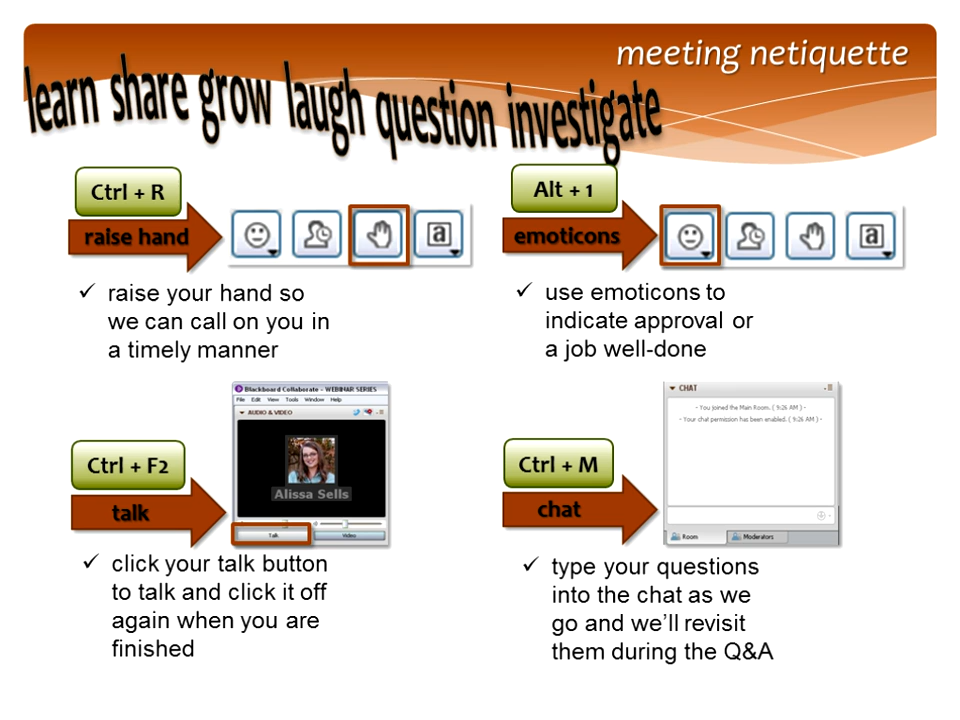 meeting netiquette
learn share grow laugh question investigate
Ctrl + R
raise hand
a
✓ raise your hand so
we can call on you in
a timely manner
Alt + 1
emoticons
a
✓ use emoticons to
indicate approval or
a job well-done
Ctrl + F2
talk
Blackboard Collaborate - WEBINAR SERIES
File Edit View Tools Window Help
AUDIO & VIDEO
Alissa Sells
Talk Video
✓ click your talk button
to talk and click it off
again when you are
finished
Ctrl + M
chat
CHAT
- You joined the Main Room. ( 9:26 AM ) -
- Your chat permission has been enabled. ( 9:26 AM ) -
Room Moderators
✓ type your questions
into the chat as we
go and we'll revisit
them during the Q&A